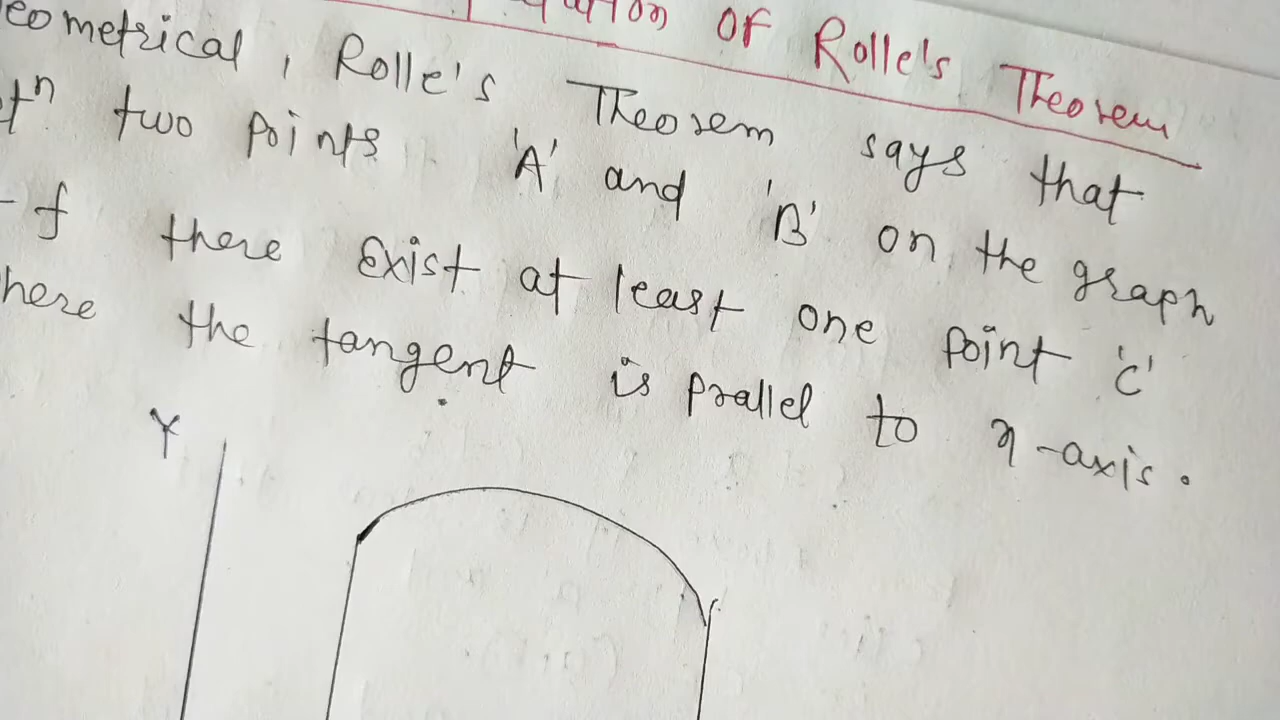 of Rolle's Theorem
eometrical, Rolle's Theorem says that
tⁿ two points 'A' and 'B' on the graph
f there Exist at least one point 'c'
here the tangent is prallel to x-axis.
Y